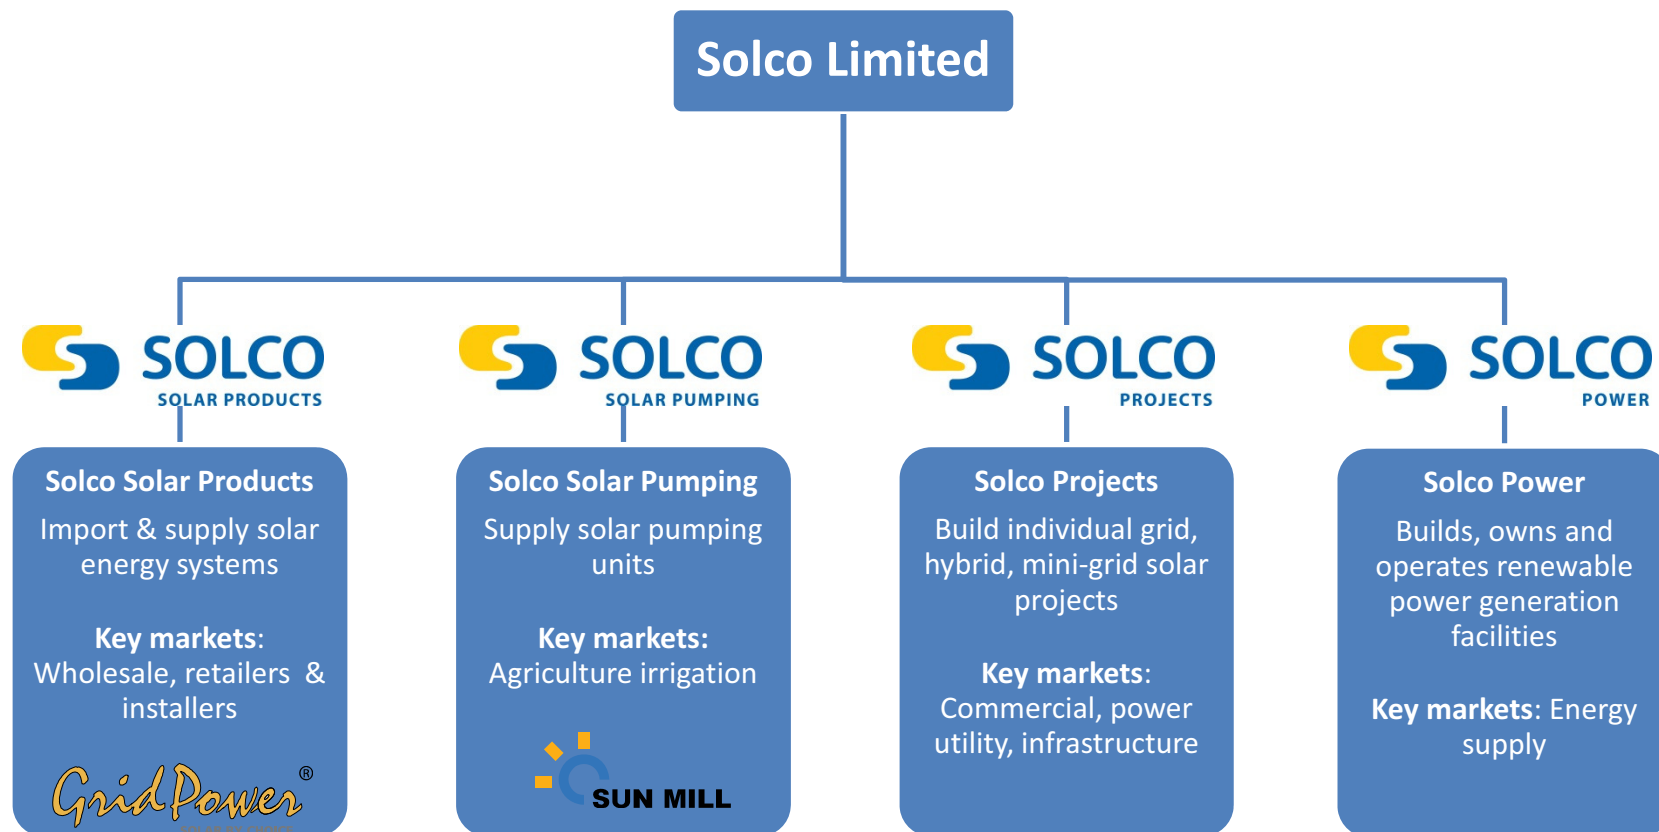 Solco Limited
SOLCO
SOLAR PRODUCTS
SOLCO
SOLAR PUMPING
SOLCO
PROJECTS
SOLCO
POWER
Solco Solar Products
Import & supply solar
energy systems
Key markets:
Wholesale, retailers &
installers
GridPower®
Solco Solar Pumping
Supply solar pumping
units
Key markets:
Agriculture irrigation
SUN MILL
Solco Projects
Build individual grid,
hybrid, mini-grid solar
projects
Key markets:
Commercial, power
utility, infrastructure
Solco Power
Builds, owns and
operates renewable
power generation
facilities
Key markets: Energy
supply